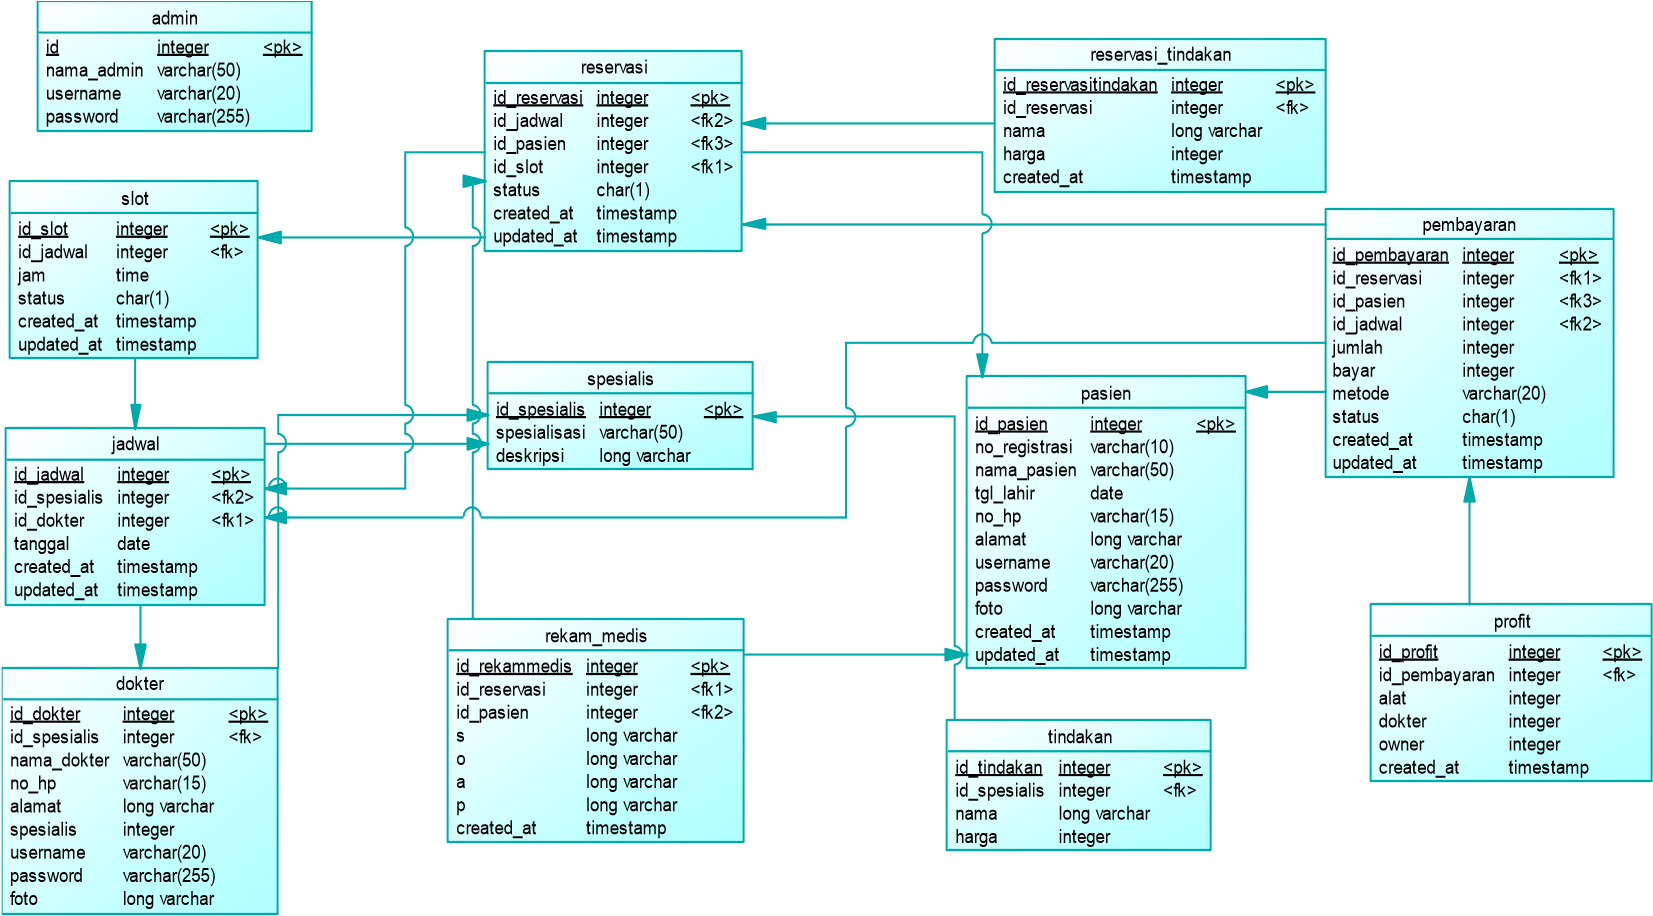 admin
id integer <pk>
nama_admin varchar(50)
username varchar(20)
password varchar(255)
slot
id_slot integer <pk>
id_jadwal integer <fk>
jam time
status char(1)
created_at timestamp
updated_at timestamp
jadwal
id_jadwal integer <pk>
id_spesialis integer <fk2>
id_dokter integer <fk1>
tanggal date
created_at timestamp
updated_at timestamp
dokter
id_dokter integer <pk>
id_spesialis integer <fk>
nama_dokter varchar(50)
no_hp varchar(15)
alamat long varchar
spesialis integer
username varchar(20)
password varchar(255)
foto long varchar
reservasi
id_reservasi integer <pk>
id_jadwal integer <fk2>
id_pasien integer <fk3>
id_slot integer <fk1>
status char(1)
created_at timestamp
updated_at timestamp
spesialis
id_spesialis integer <pk>
spesialisasi varchar(50)
deskripsi long varchar
rekam_medis
id_rekammedis integer <pk>
id_reservasi integer <fk1>
id_pasien integer <fk2>
s long varchar
o long varchar
a long varchar
p long varchar
created_at timestamp
reservasi_tindakan
id_reservasitindakan integer <pk>
id_reservasi integer <fk>
nama long varchar
harga integer
created_at timestamp
pasien
id_pasien integer <pk>
no_registrasi varchar(10)
nama_pasien varchar(50)
tgl_lahir date
no_hp varchar(15)
alamat long varchar
username varchar(20)
password varchar(255)
foto long varchar
created_at timestamp
updated_at timestamp
tindakan
id_tindakan integer <pk>
id_spesialis integer <fk>
nama long varchar
harga integer
pembayaran
id_pembayaran integer <pk>
id_reservasi integer <fk1>
id_pasien integer <fk3>
id_jadwal integer <fk2>
jumlah integer
bayar integer
metode varchar(20)
status char(1)
created_at timestamp
updated_at timestamp
profit
id_profit integer <pk>
id_pembayaran integer <fk>
alat integer
dokter integer
owner integer
created_at timestamp